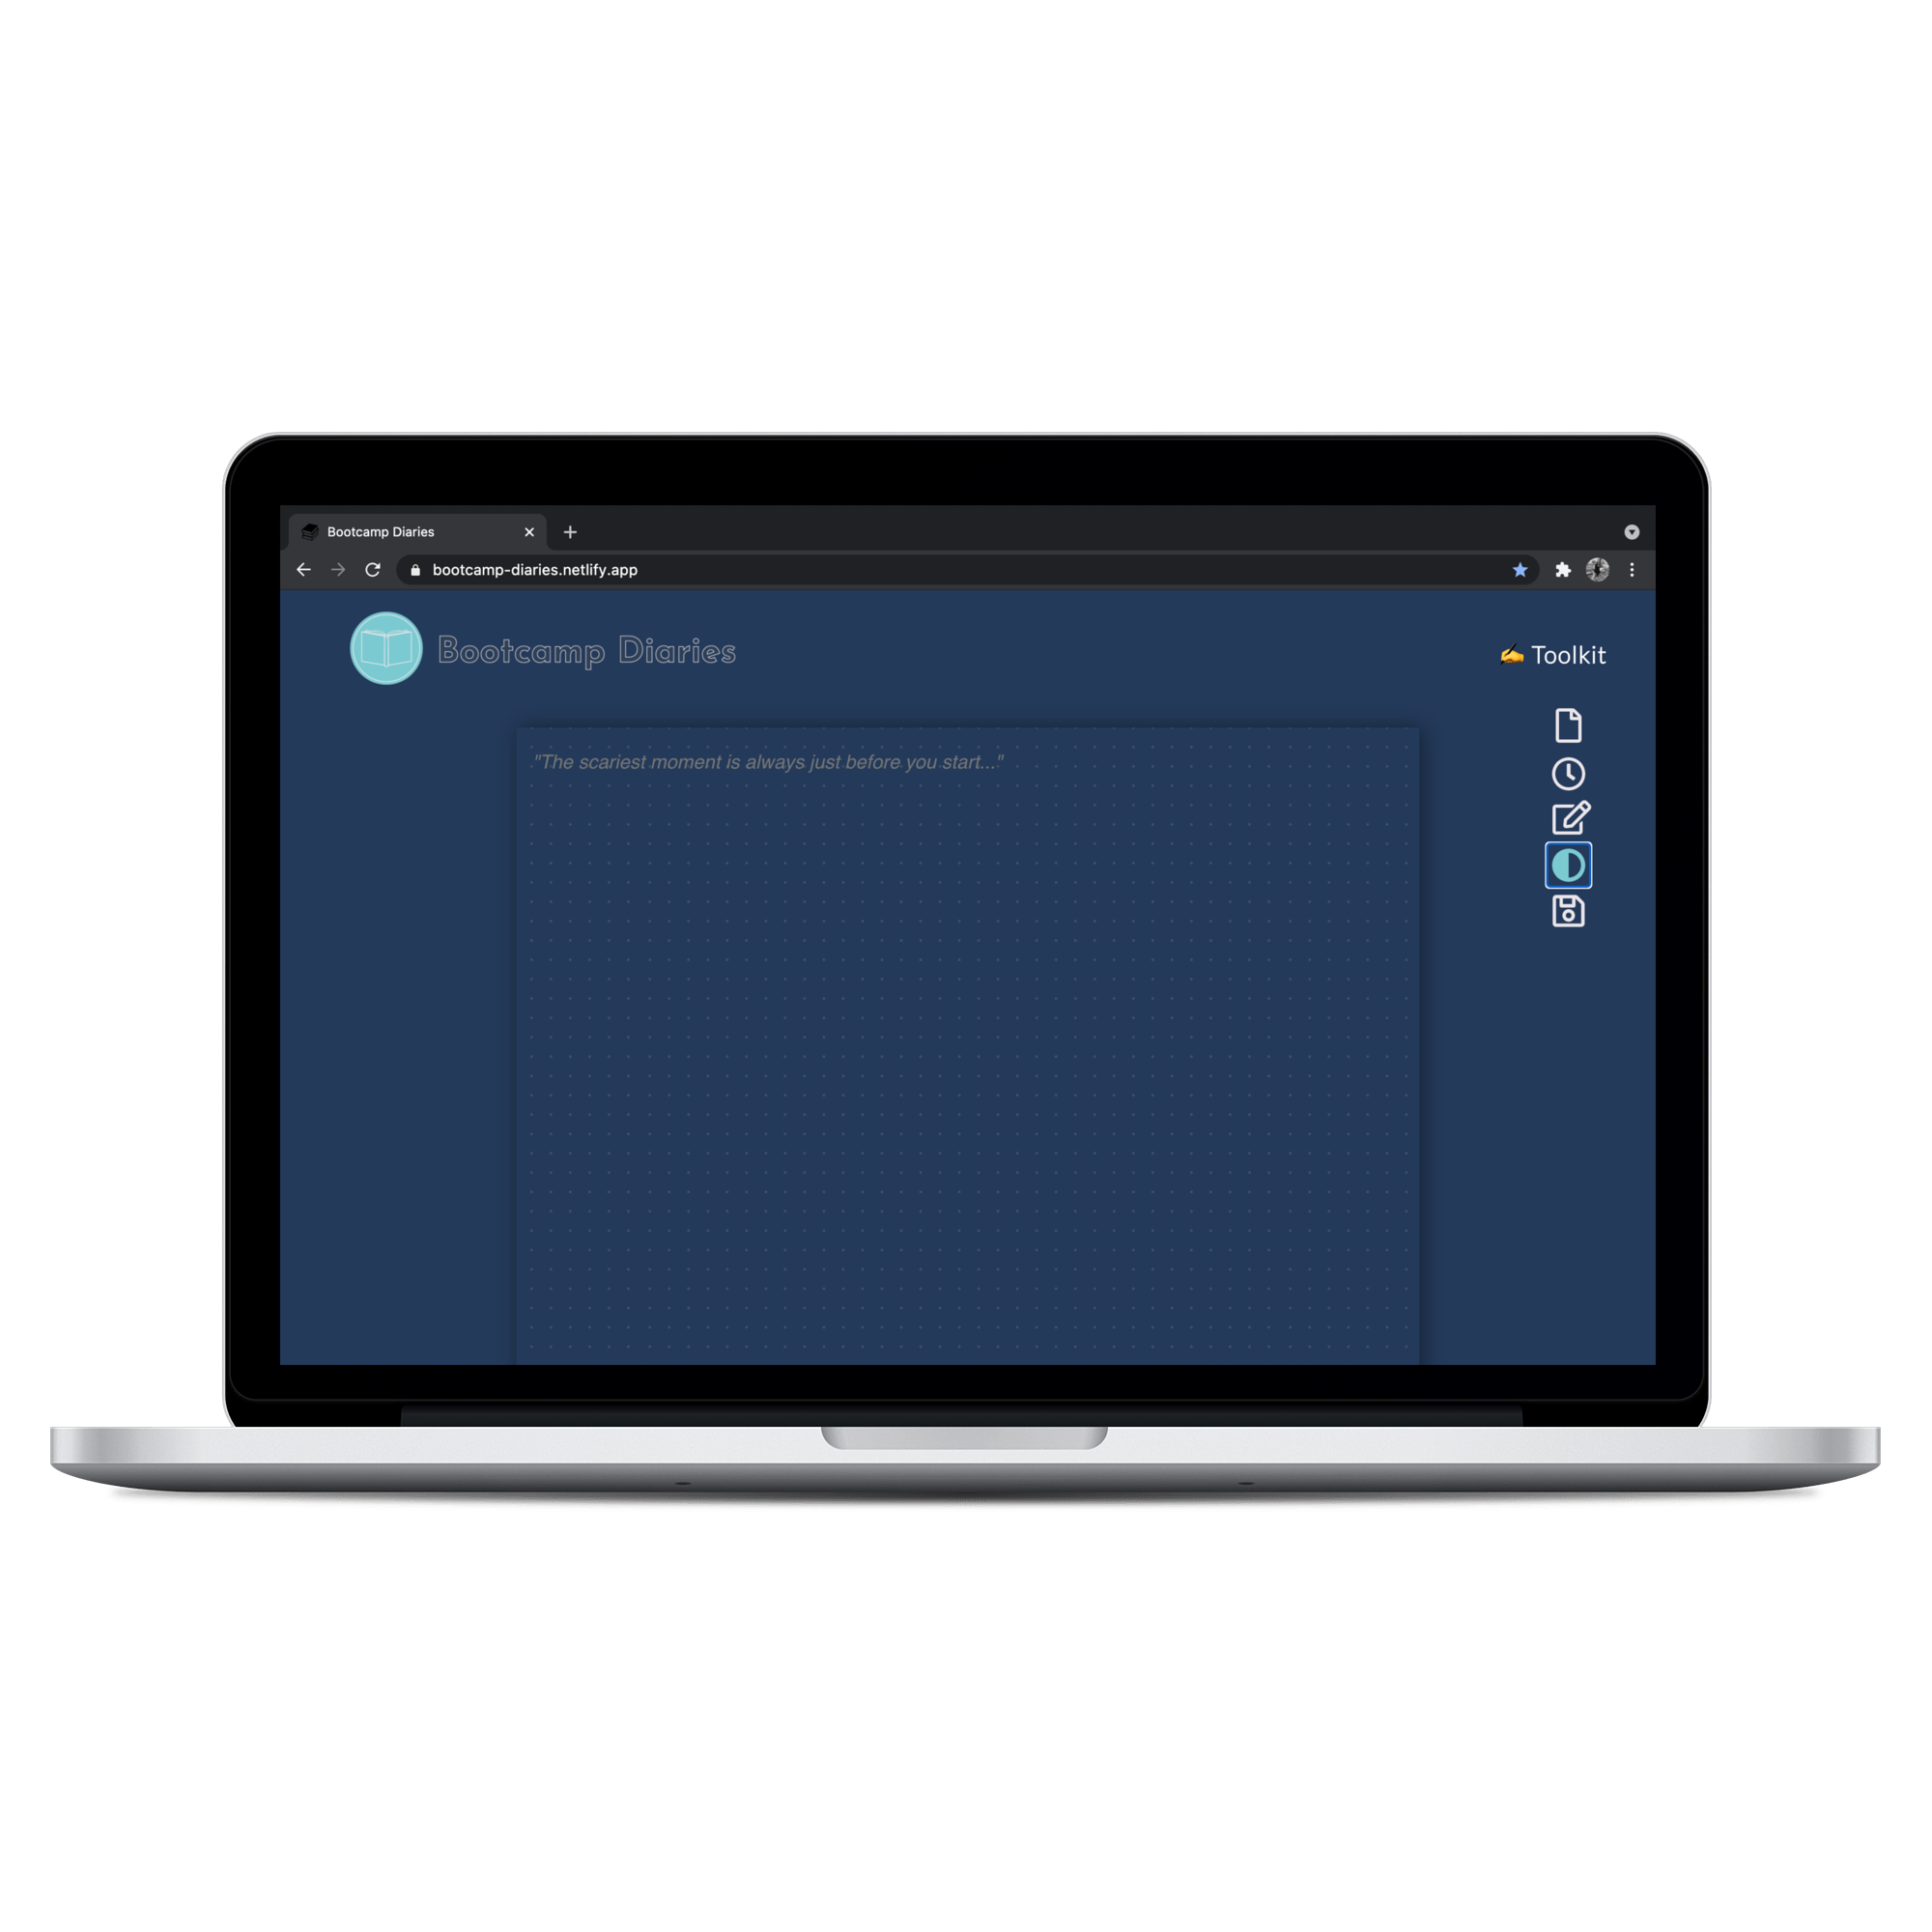 Bootcamp Diaries
bootcamp-diaries.netlify.app
Bootcamp Diaries
✍️ Toolkit
"The scariest moment is always just before you start..."